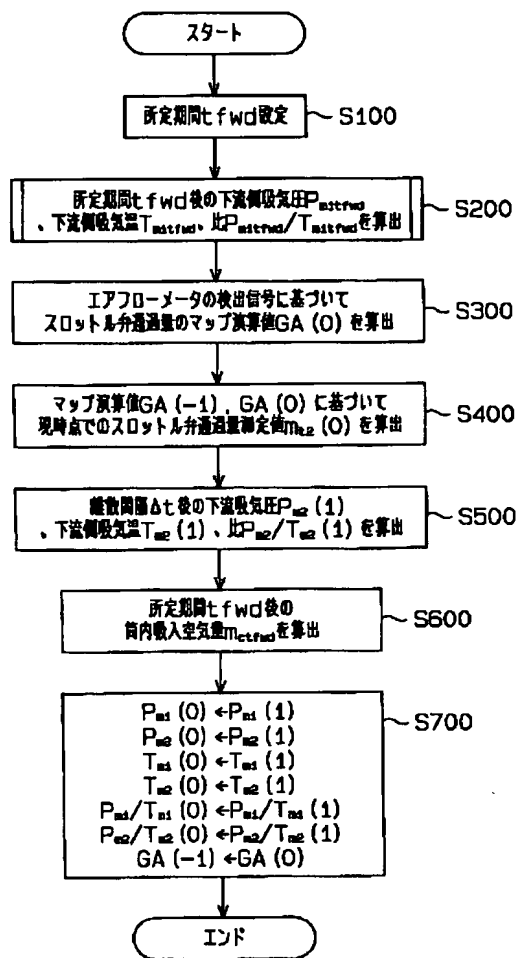 スタート
所定期間tfwd設定
S100
所定期間tfwd後の下流側吸気圧Pm1tfwd
、下流側吸気温Tm1tfwd、比Pm1tfwd/Tm1tfwdを算出
S200
エアフローメータの検出信号に基づいて
スロットル弁通過量のマップ演算値GA(0)を算出
S300
マップ演算値GA(-1),GA(0)に基づいて
現時点でのスロットル弁通過量測定値mt2(0)を算出
S400
離散間隔Δt後の下流吸気圧Pm2(1)
、下流側吸気温Tm2(1)、比Pm2/Tm2(1)を算出
S500
所定期間tfwd後の
筒内吸入空気量mctfwdを算出
S600
Pm1(0)←Pm1(1)
Pm2(0)←Pm2(1)
Tm1(0)←Tm1(1)
Tm2(0)←Tm2(1)
Pm1/Tm1(0)←Pm1/Tm1(1)
Pm2/Tm2(0)←Pm2/Tm2(1)
GA(-1)←GA(0)
S700
エンド